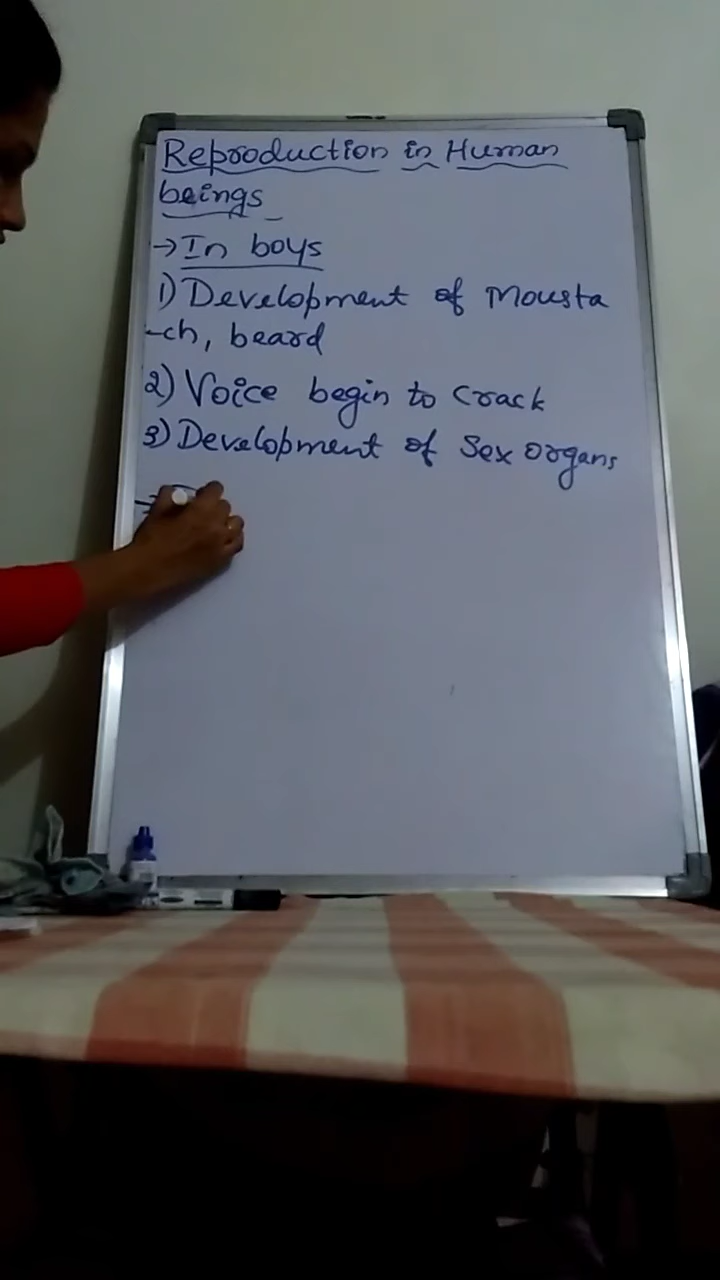 Reproduction in Human
beings
→ In boys
1) Development of Mousta
-ch, beard
2) Voice begin to crack
3) Development of Sex organs